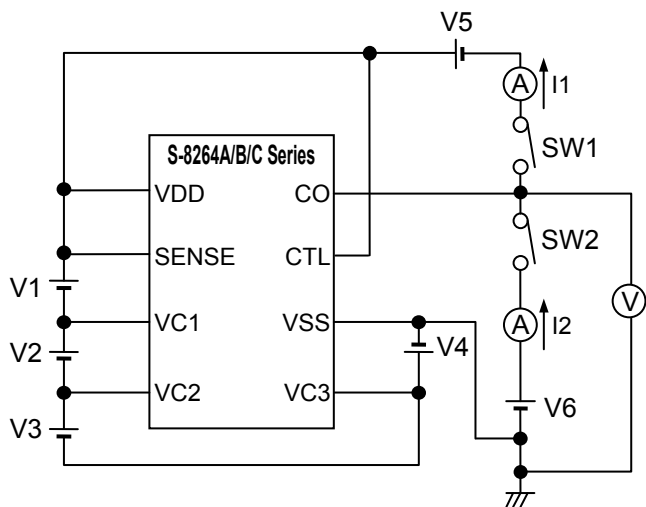 V5
A
I1
S-8264A/B/C Series
SW1
VDD
CO
SENSE
CTL
SW2
V1
VC1
VSS
V
V2
V4
A
I2
VC2
VC3
V6
V3